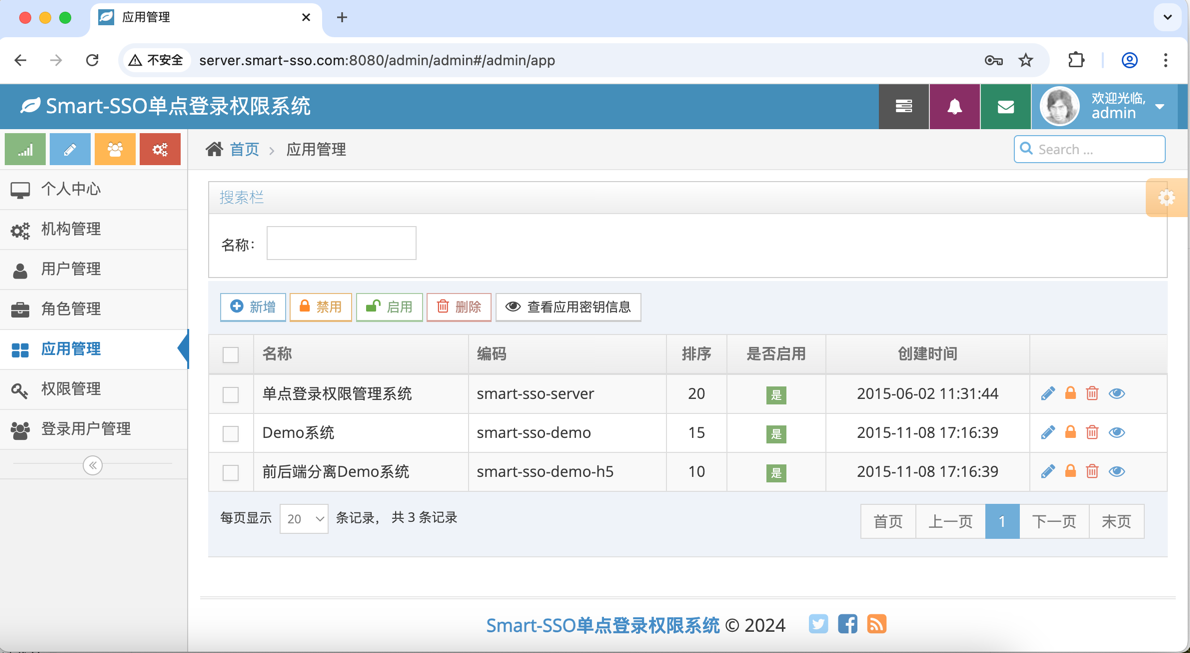 应用管理
不安全 server.smart-sso.com:8080/admin/admin#/admin/app
Smart-SSO单点登录权限系统
欢迎光临,
admin
首页 > 应用管理
Search ...
个人中心
机构管理
用户管理
角色管理
应用管理
权限管理
登录用户管理
搜索栏
名称:
新增 禁用 启用 删除 查看应用密钥信息
名称 编码 排序 是否启用 创建时间
单点登录权限管理系统 smart-sso-server 20 是 2015-06-02 11:31:44
Demo系统 smart-sso-demo 15 是 2015-11-08 17:16:39
前后端分离Demo系统 smart-sso-demo-h5 10 是 2015-11-08 17:16:39
每页显示 20 条记录, 共 3 条记录
首页 上一页 1 下一页 末页
Smart-SSO单点登录权限系统 © 2024